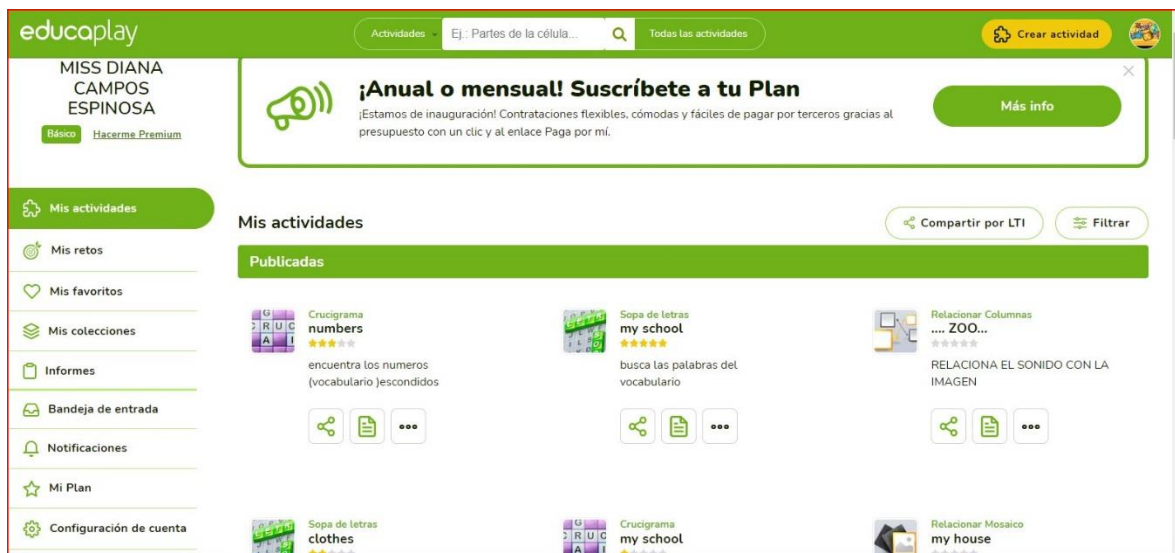 educaplay
Actividades
Ej.: Partes de la célula...
Todas las actividades
Crear actividad
MISS DIANA
CAMPOS
ESPINOSA
Básico Hacerme Premium
¡Anual o mensual! Suscríbete a tu Plan
¡Estamos de inauguración! Contrataciones flexibles, cómodas y fáciles de pagar por terceros gracias al
presupuesto con un clic y al enlace Paga por mí.
Más info
Mis actividades
Mis retos
Mis favoritos
Mis colecciones
Informes
Bandeja de entrada
Notificaciones
Mi Plan
Configuración de cuenta
Mis actividades
Compartir por LTI
Filtrar
Publicadas
Crucigrama
numbers
encuentra los numeros
(vocabulario )escondidos
Sopa de letras
my school
busca las palabras del
vocabulario
Relacionar Columnas
.... ZOO...
RELACIONA EL SONIDO CON LA
IMAGEN
Sopa de letras
clothes
Crucigrama
my school
Relacionar Mosaico
my house